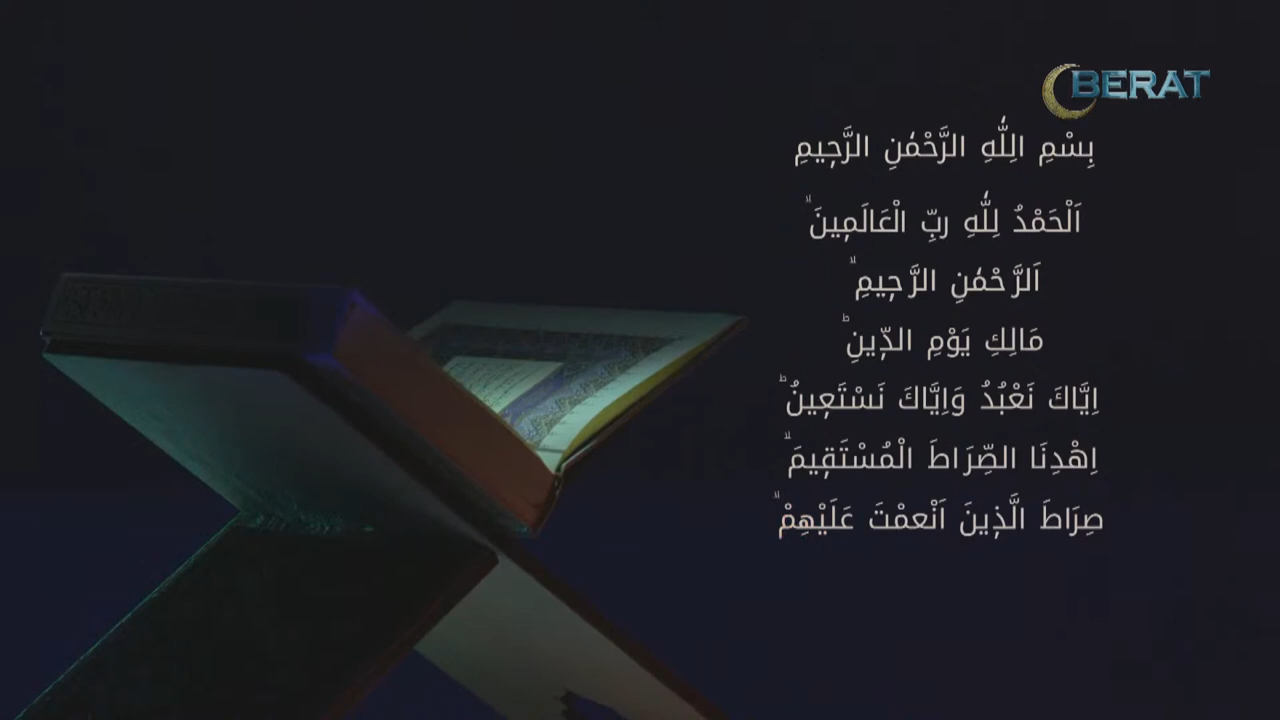 BERAT
بِسْمِ اللّٰهِ الرَّحْمٰنِ الرَّحٖيمِ
اَلْحَمْدُ لِلّٰهِ رَبِّ الْعَالَمٖينَۙ
اَلرَّحْمٰنِ الرَّحٖيمِۙ
مَالِكِ يَوْمِ الدّٖينِؕ
اِيَّاكَ نَعْبُدُ وَاِيَّاكَ نَسْتَعٖينُؕ
اِهْدِنَا الصِّرَاطَ الْمُسْتَقٖيمَۙ
صِرَاطَ الَّذٖينَ اَنْعمْتَ عَلَيْهِمْۙ